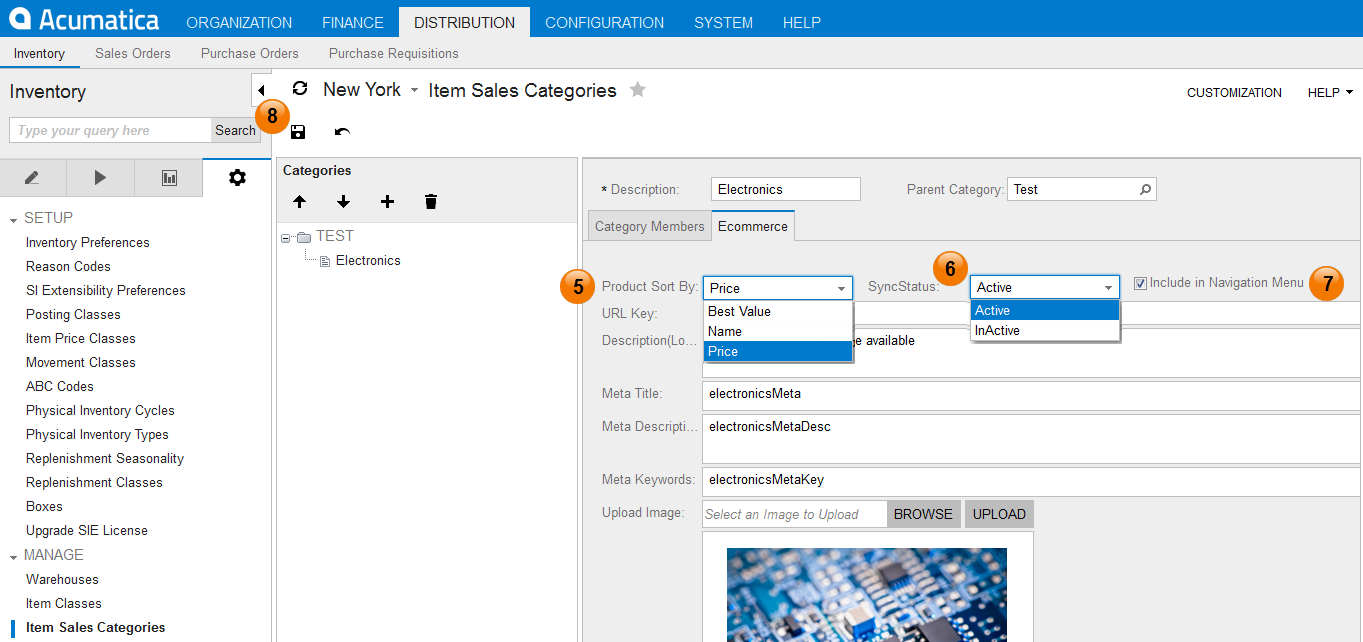 Acumatica ORGANIZATION FINANCE DISTRIBUTION CONFIGURATION SYSTEM HELP
Inventory Sales Orders Purchase Orders Purchase Requisitions
Inventory
New York Item Sales Categories
CUSTOMIZATION HELP
8
Type your query here Search
Categories
SETUP
Inventory Preferences
Reason Codes
SI Extensibility Preferences
Posting Classes
Item Price Classes
Movement Classes
ABC Codes
Physical Inventory Cycles
Physical Inventory Types
Replenishment Seasonality
Replenishment Classes
Boxes
Upgrade SIE License
MANAGE
Warehouses
Item Classes
Item Sales Categories
TEST
Electronics
* Description: Electronics Parent Category: Test
Category Members Ecommerce
5 Product Sort By: Price 6 SyncStatus: Active Include in Navigation Menu 7
Best Value
Name
Price
Active
InActive
URL Key:
Description(Lo... e available
Meta Title: electronicsMeta
Meta Descripti... electronicsMetaDesc
Meta Keywords: electronicsMetaKey
Upload Image: Select an Image to Upload BROWSE UPLOAD